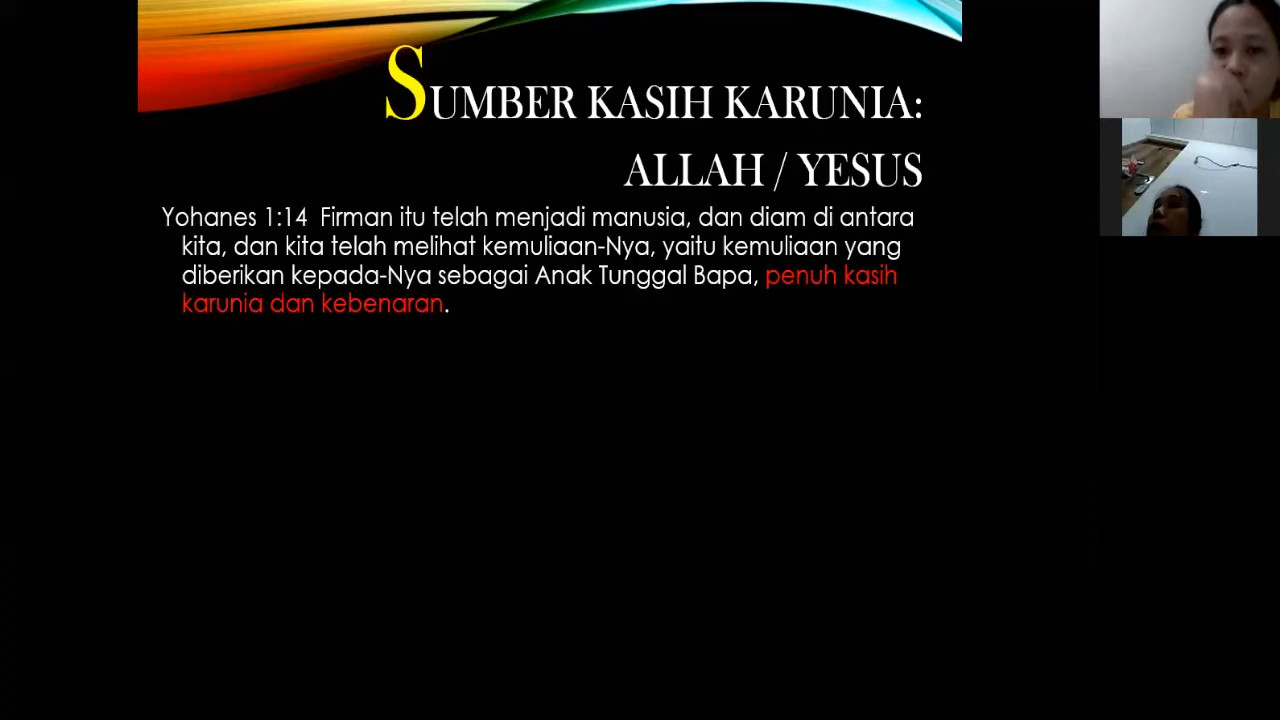 SUMBER KASIH KARUNIA:
ALLAH / YESUS
Yohanes 1:14  Firman itu telah menjadi manusia, dan diam di antara
kita, dan kita telah melihat kemuliaan-Nya, yaitu kemuliaan yang
diberikan kepada-Nya sebagai Anak Tunggal Bapa, penuh kasih
karunia dan kebenaran.